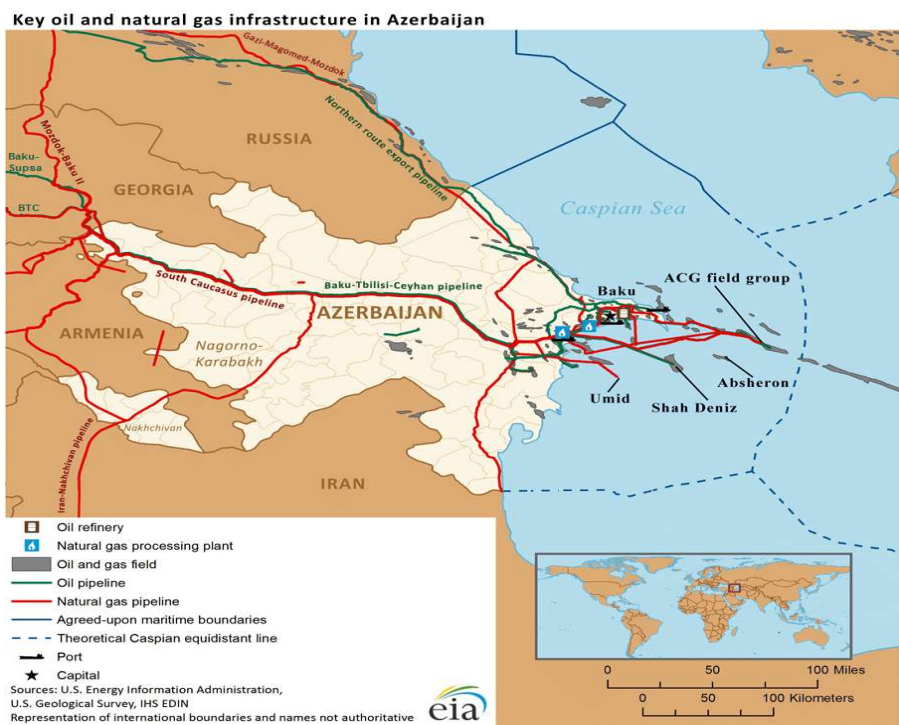 Key oil and natural gas infrastructure in Azerbaijan
Gazi-Magomed-Mozdok
Northern route export pipeline
RUSSIA
Mozdok-Baku II
Baku-
Supsa
GEORGIA
BTC
Caspian Sea
South Caucasus pipeline
Baku-Tbilisi-Ceyhan pipeline
AZERBAIJAN
Baku
ACG field group
ARMENIA
Nagorno-
Karabakh
Umid
Shah Deniz
Absheron
Nakhchivan
Iran-Nakhchivan pipeline
IRAN
Oil refinery
Natural gas processing plant
Oil and gas field
Oil pipeline
Natural gas pipeline
Agreed-upon maritime boundaries
Theoretical Caspian equidistant line
Port
Capital
Sources: U.S. Energy Information Administration,
U.S. Geological Survey, IHS EDIN
Representation of international boundaries and names not authoritative
eia
0 50 100 Miles
0 50 100 Kilometers